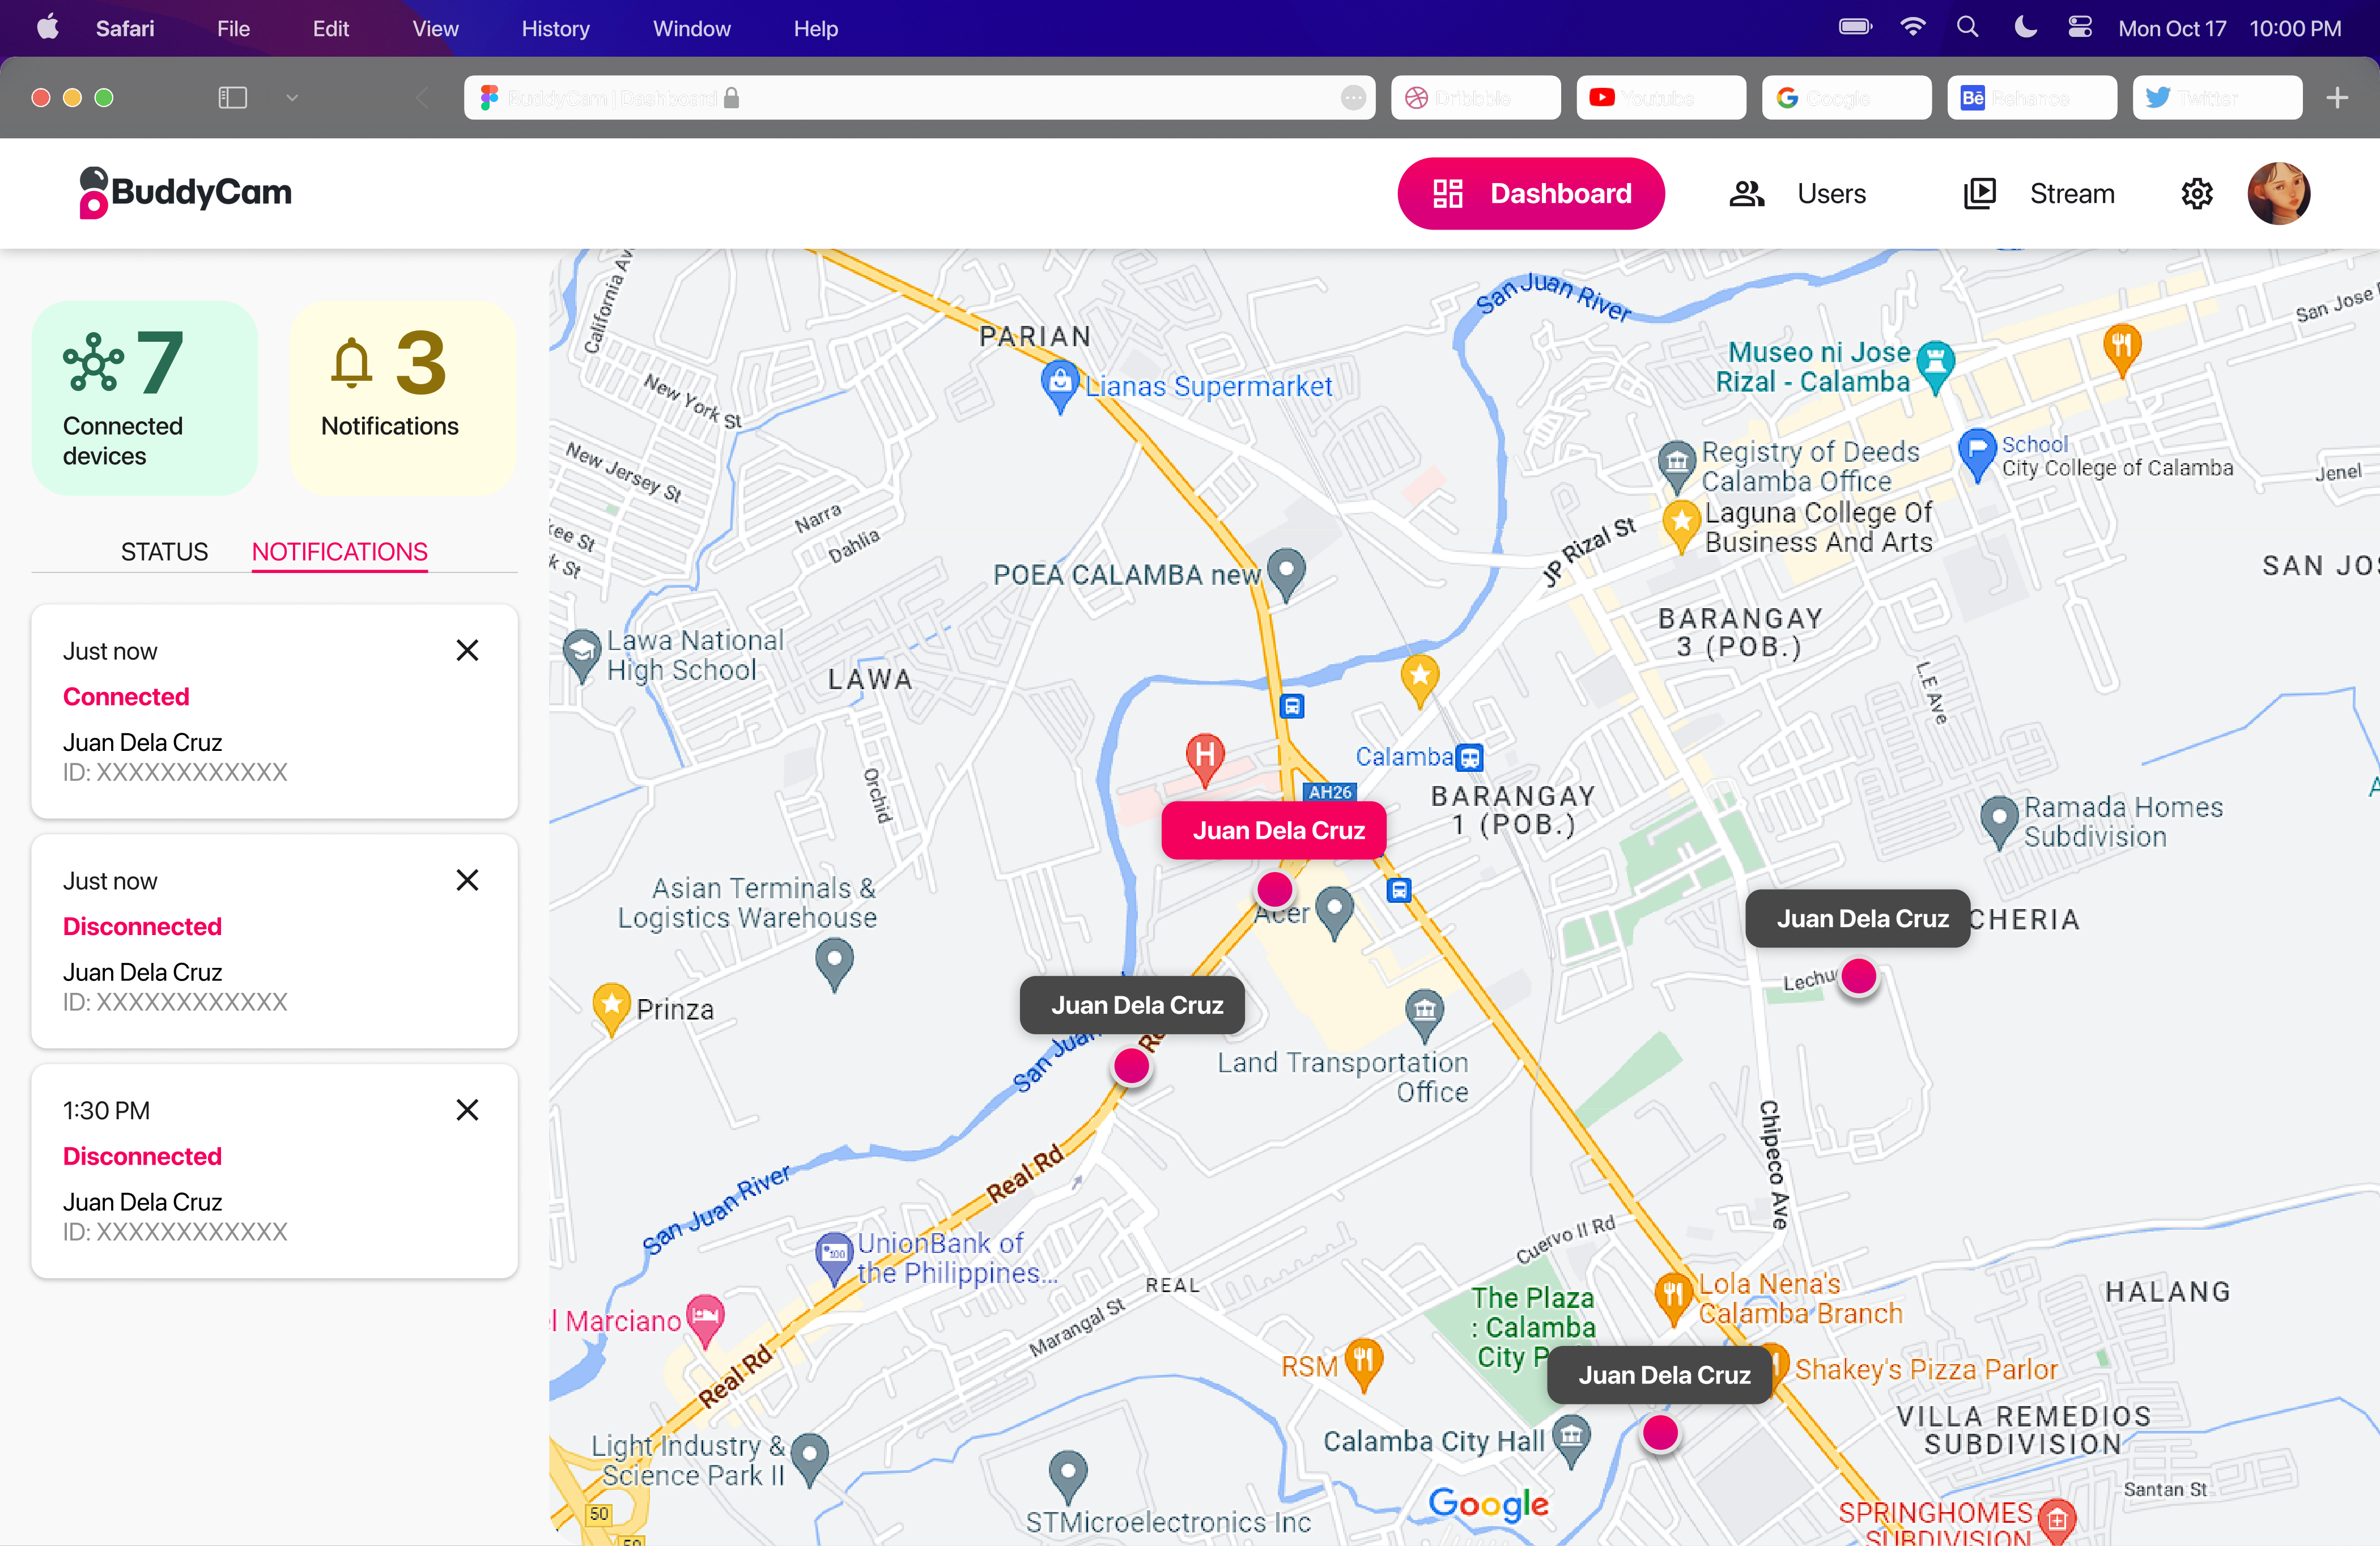 Safari File Edit View History Window Help Mon Oct 17 10:00 PM
BuddyCam | Dashboard Dribbble Youtube Google Behance Twitter
BuddyCam
Dashboard Users Stream
7
Connected
devices
3
Notifications
STATUS NOTIFICATIONS
Just now
Connected
Juan Dela Cruz
ID: XXXXXXXXXXXX
Just now
Disconnected
Juan Dela Cruz
ID: XXXXXXXXXXXX
1:30 PM
Disconnected
Juan Dela Cruz
ID: XXXXXXXXXXXX
California Av
PARIAN
San Juan River
San Jose
Lianas Supermarket
Museo ni Jose
Rizal - Calamba
New York St
New Jersey St
Registry of Deeds
Calamba Office
School
City College of Calamba
Jenel
kee St
k St
Narra
Dahlia
Laguna College Of
Business And Arts
JP Rizal St
POEA CALAMBA new
SAN JOS
BARANGAY
3 (POB.)
Lawa National
High School
LAWA
L.E Ave
H
Calamba
Orchid
AH26
BARANGAY
1 (POB.)
Ramada Homes
Subdivision
A
Juan Dela Cruz
Asian Terminals &
Logistics Warehouse
Acer
Juan Dela Cruz
CHERIA
Lechu
Prinza
Juan Dela Cruz
San Juan
Re
Land Transportation
Office
Chipeco Ave
Real Rd
San Juan River
UnionBank of
the Philippines...
100
REAL
Cuervo II Rd
Marangal St
The Plaza
: Calamba
City P
Lola Nena's
Calamba Branch
HALANG
l Marciano
Real Rd
RSM
Juan Dela Cruz
Shakey's Pizza Parlor
VILLA REMEDIOS
SUBDIVISION
Calamba City Hall
Light Industry &
Science Park II
Santan St
Google
50
STMicroelectronics Inc
SPRINGHOMES
SUBDIVISION
50